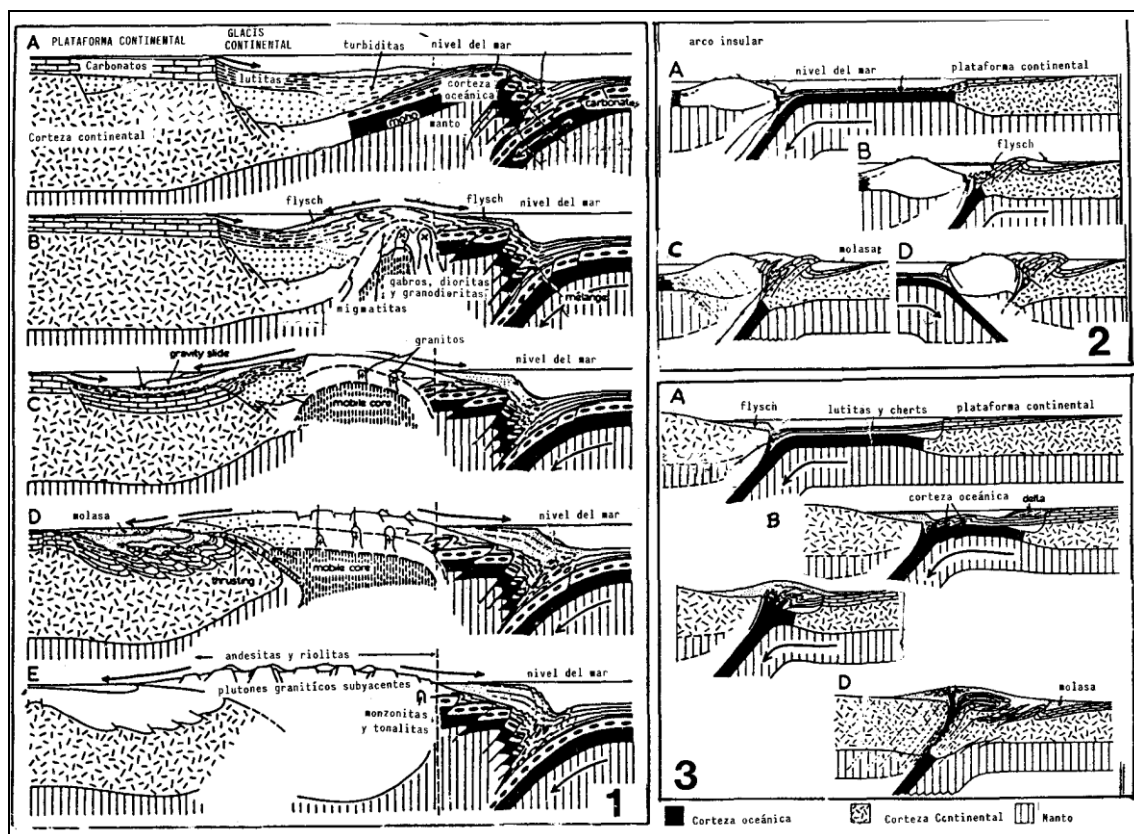 A PLATAFORMA CONTINENTAL
GLACIS
CONTINENTAL
turbiditas
nivel del mar
Carbonatos
lutitas
corteza
oceánica
carbonates
Corteza continental
moho
manto
B
flysch
flysch
nivel del mar
gabros, dioritas
y granodioritas
migmatitas
mélange
gravity slide
granitos
nivel del mar
C
mobile core
D
molasa
nivel del mar
thrusting
mobile core
andesitas y riolitas
E
nivel del mar
plutones graniticos subyacentes
monzonitas
y tonalitas
1
arco insular
A
nivel del mar
plataforma continental
B
flysch
C
D
molasa
2
A
flysch
lutitas y cherts
plataforma continental
corteza oceánica
delta
B
D
molasa
3
Corteza oceánica
Corteza Continental
Manto